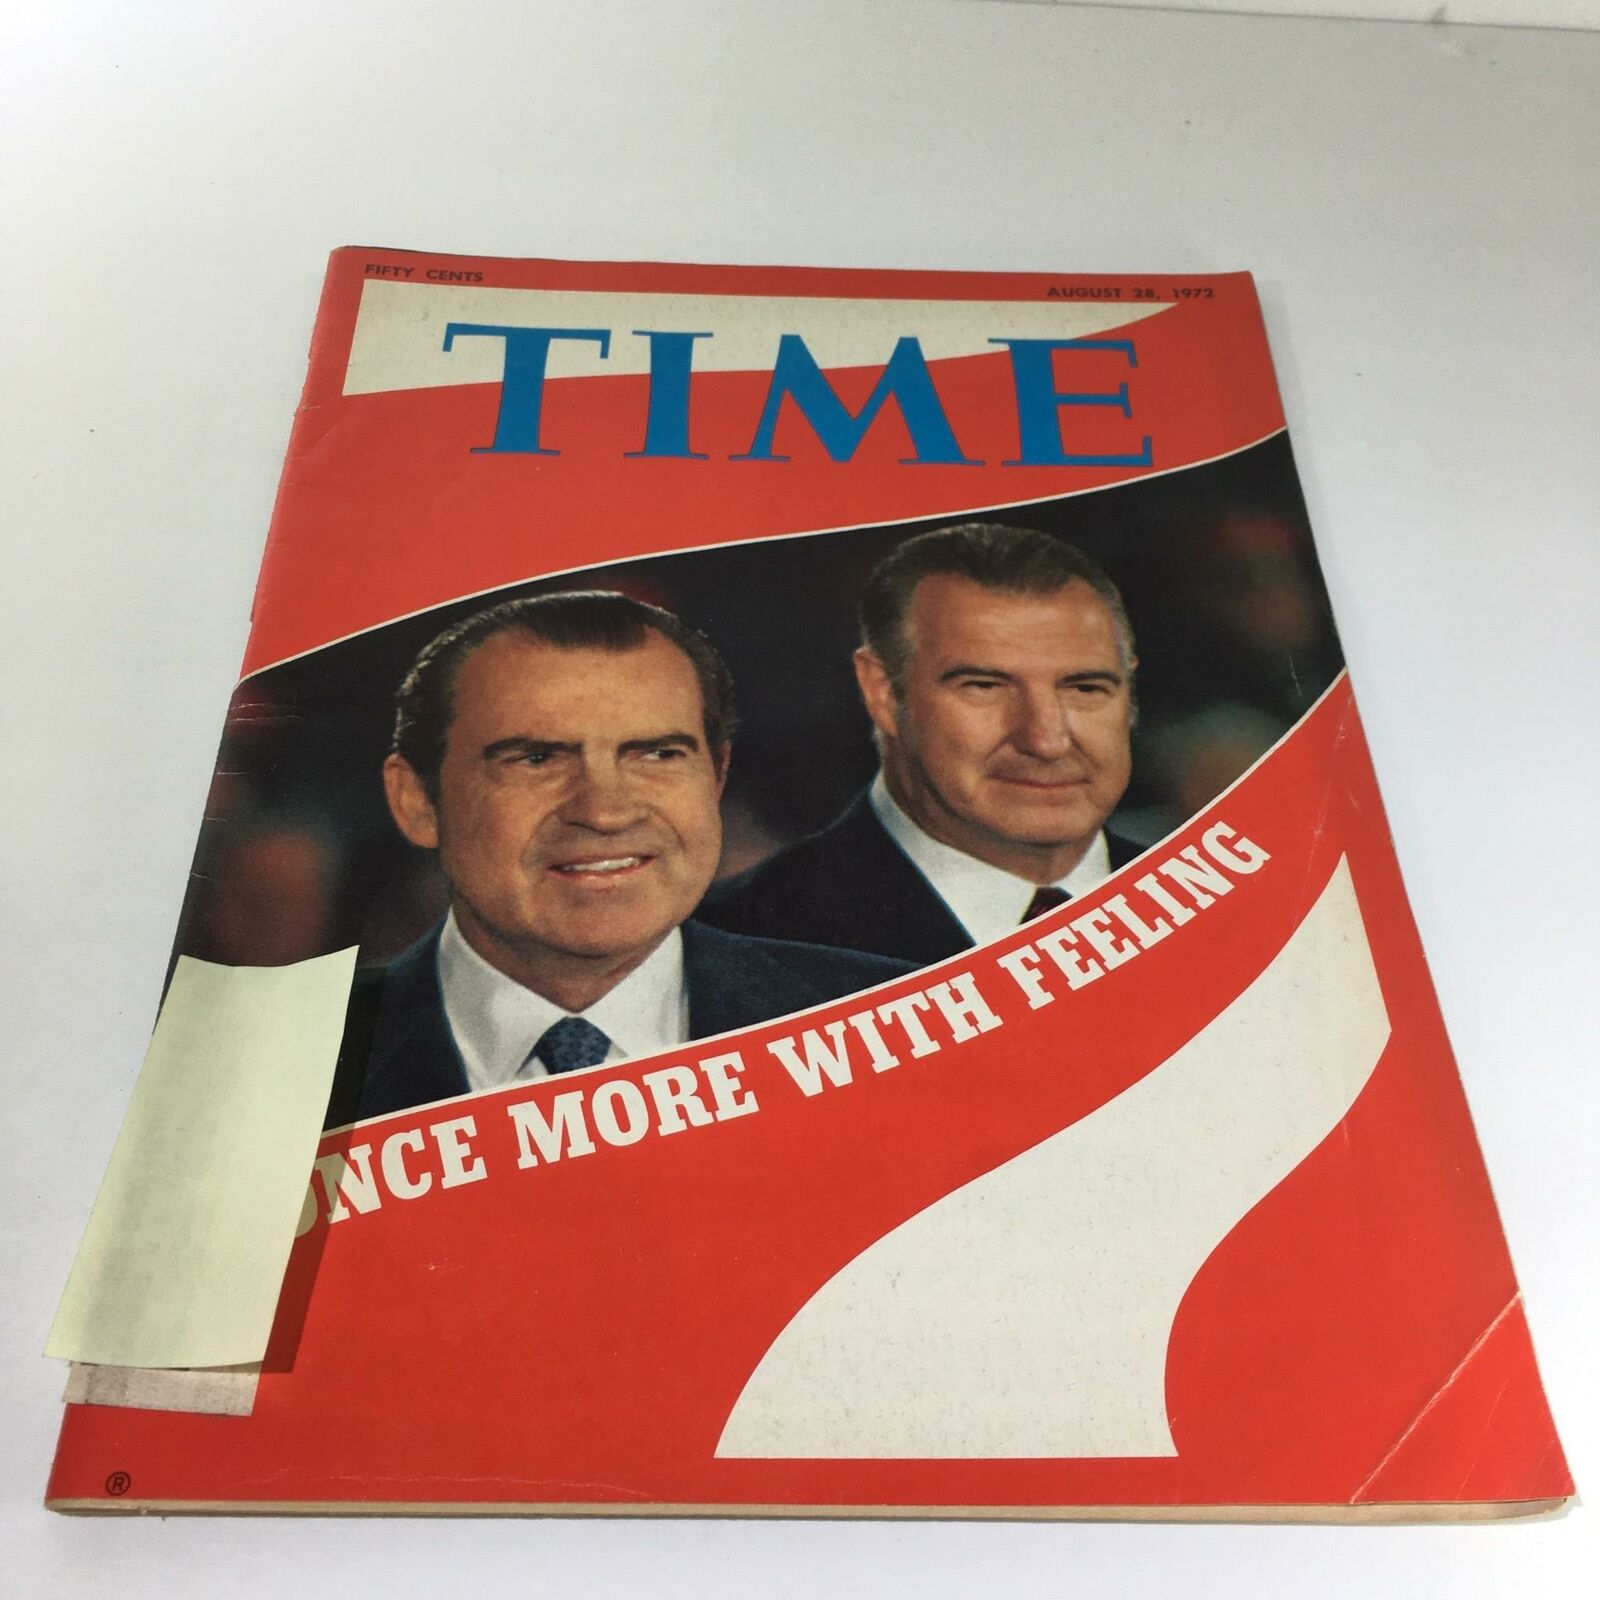 FIFTY CENTS
AUGUST 28, 1972
TIME
ONCE MORE WITH FEELING
®